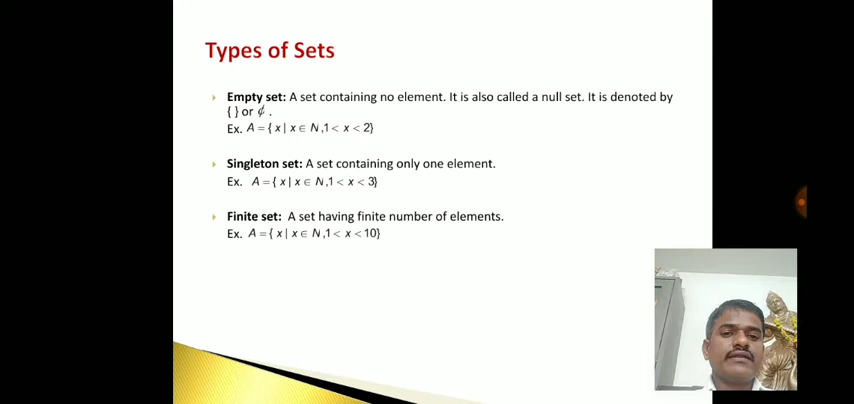 Types of Sets
Empty set: A set containing no element. It is also called a null set. It is denoted by
{ } or ¢ .
Ex. A = { x | x ∈ N ,1 < x < 2}
Singleton set: A set containing only one element.
Ex. A = { x | x ∈ N ,1 < x < 3}
Finite set: A set having finite number of elements.
Ex. A = { x | x ∈ N ,1 < x < 10}